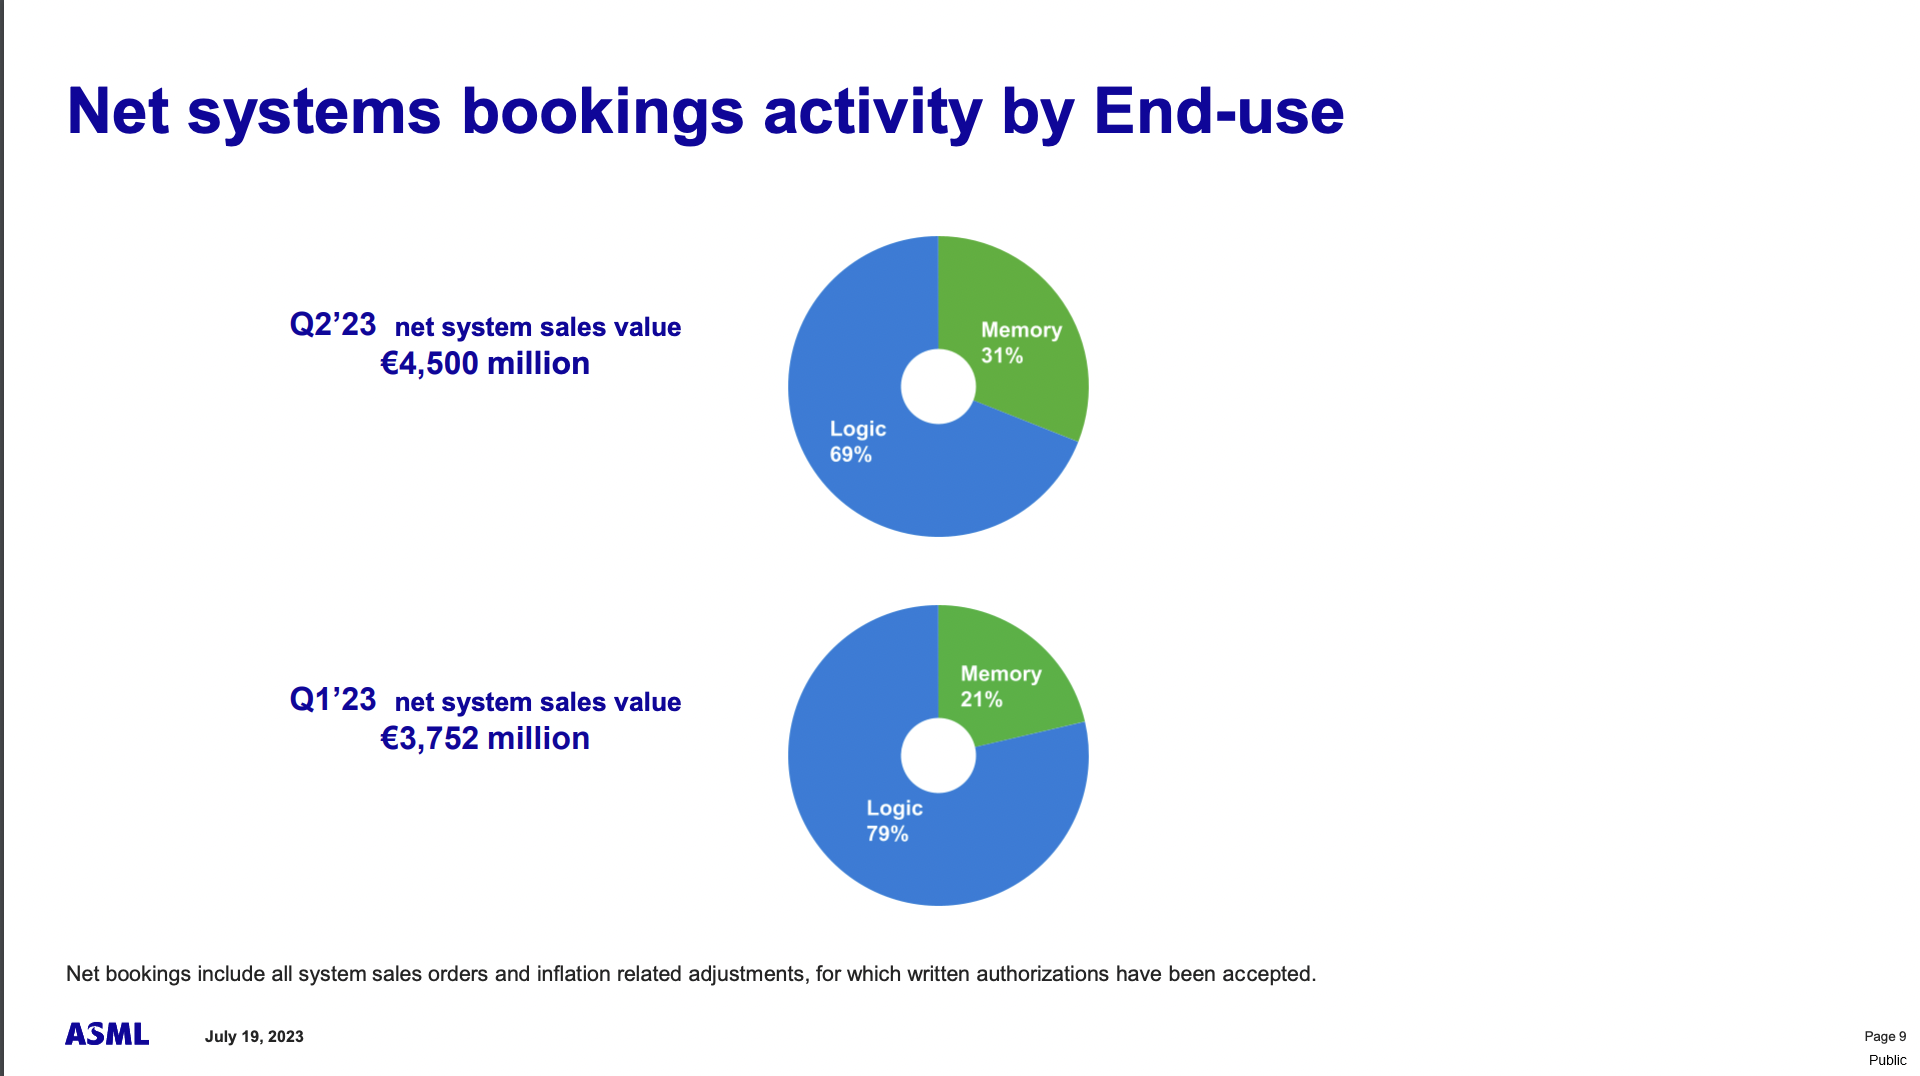 Net systems bookings activity by End-use
Q2’23 net system sales value
€4,500 million
Memory
31%
Logic
69%
Q1’23 net system sales value
€3,752 million
Memory
21%
Logic
79%
Net bookings include all system sales orders and inflation related adjustments, for which written authorizations have been accepted.
ASML
July 19, 2023
Page 9
Public